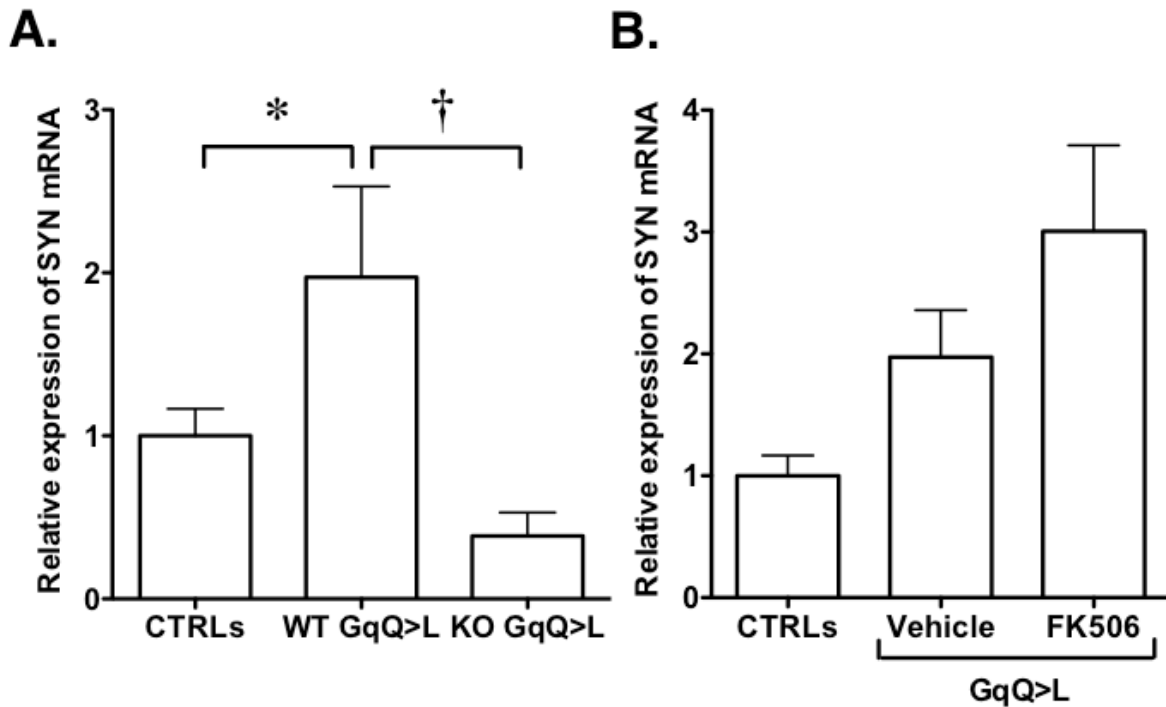 A.
Relative expression of SYN mRNA
3
2
1
0
*
†
CTRLs WT GqQ>L KO GqQ>L
B.
Relative expression of SYN mRNA
4
3
2
1
0
CTRLs Vehicle FK506
GqQ>L